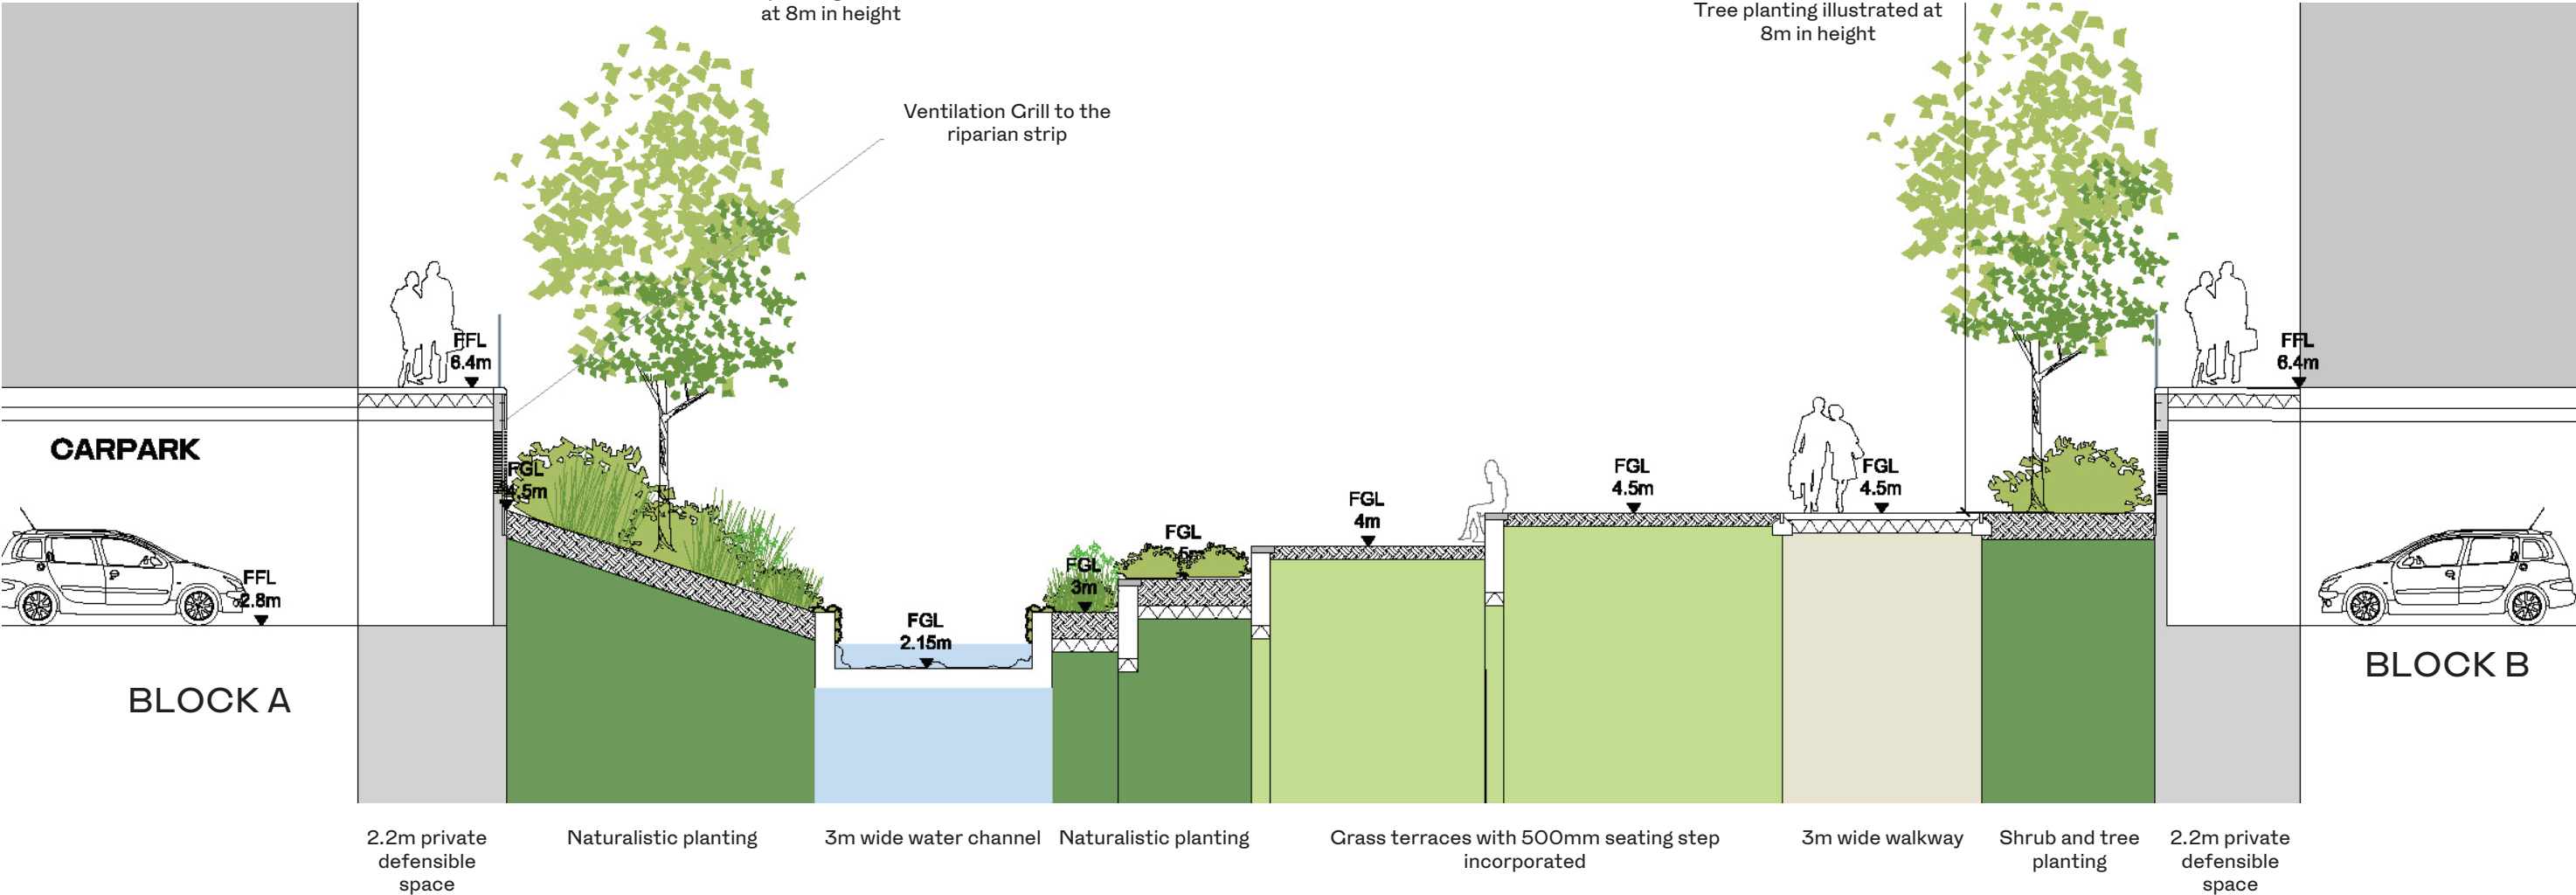 at 8m in height
Tree planting illustrated at
8m in height
Ventilation Grill to the
riparian strip
FFL
6.4m
FFL
6.4m
CARPARK
FGL
4.5m
FGL
4.5m
FGL
4.5m
FGL
4m
FGL
FGL
3m
FFL
2.8m
FGL
2.15m
BLOCK A
BLOCK B
2.2m private
defensible
space
Naturalistic planting
3m wide water channel
Naturalistic planting
Grass terraces with 500mm seating step
incorporated
3m wide walkway
Shrub and tree
planting
2.2m private
defensible
space